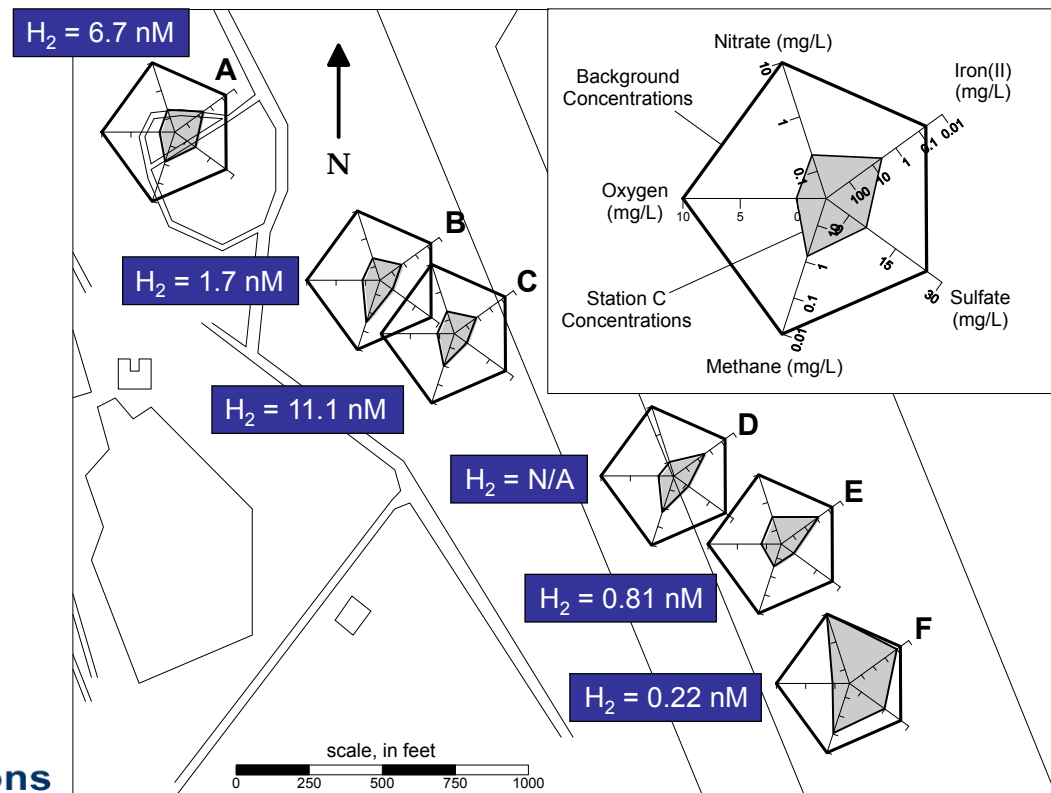 H₂ = 6.7 nM
A
N
H₂ = 1.7 nM
B
C
H₂ = 11.1 nM
H₂ = N/A
D
E
H₂ = 0.81 nM
F
H₂ = 0.22 nM
scale, in feet
0 250 500 750 1000
ons
Nitrate (mg/L)
10
1
0.1
Background
Concentrations
Iron(II)
(mg/L)
0.01
0.1
1
10
100
Oxygen
(mg/L)
10 5 0
Station C
Concentrations
Sulfate
(mg/L)
15
30
Methane (mg/L)
1
0.1
0.01